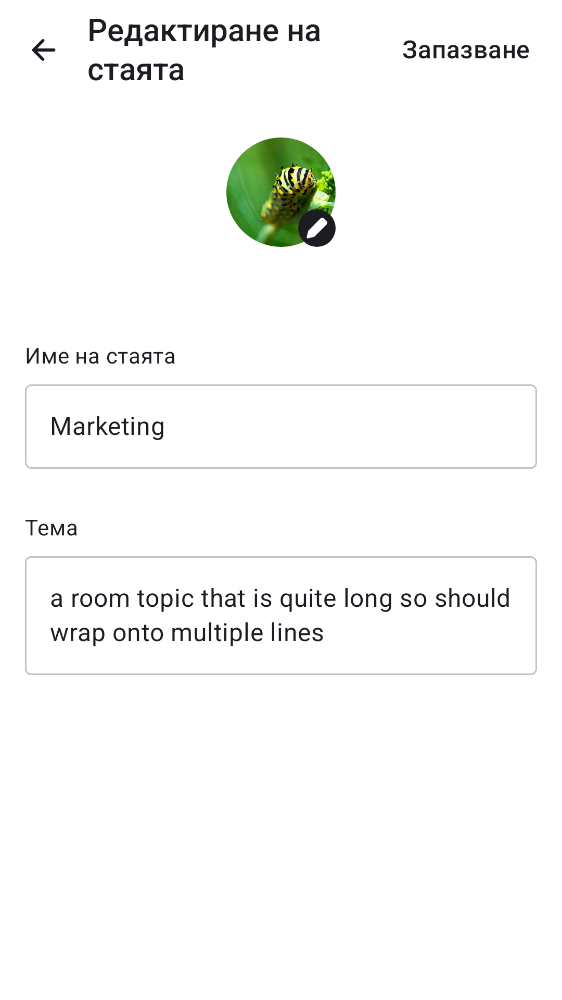 Редактиране на
стаята
Запазване
Име на стаята
Marketing
Тема
a room topic that is quite long so should
wrap onto multiple lines